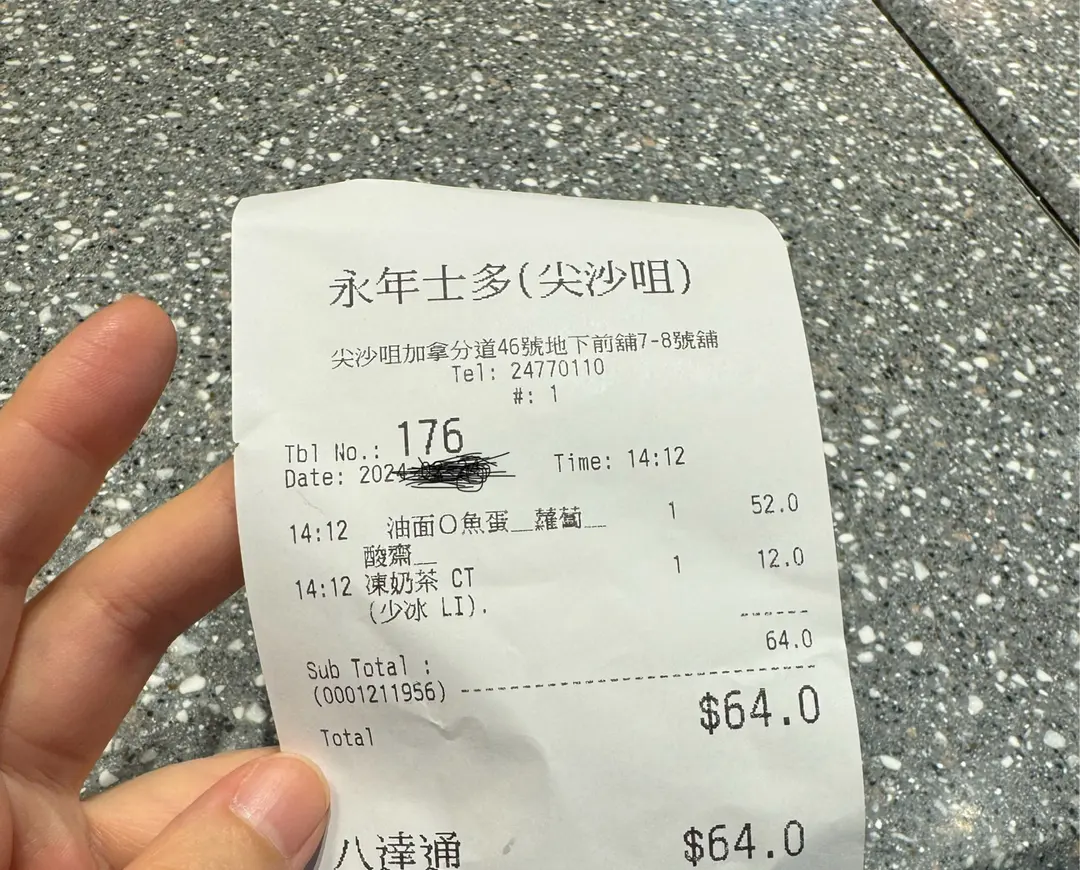 永年士多(尖沙咀)
尖沙咀加拿分道46號地下前舖7-8號舖
Tel: 24770110
#: 1
Tbl No.: 176
Date: 2024 Time: 14:12
14:12 油面O魚蛋__蘿蔔__ 1 52.0
酸齋__
14:12 凍奶茶 CT 1 12.0
(少冰 LI).
64.0
Sub Total :
(0001211956)
$64.0
Total
八達通 $64.0